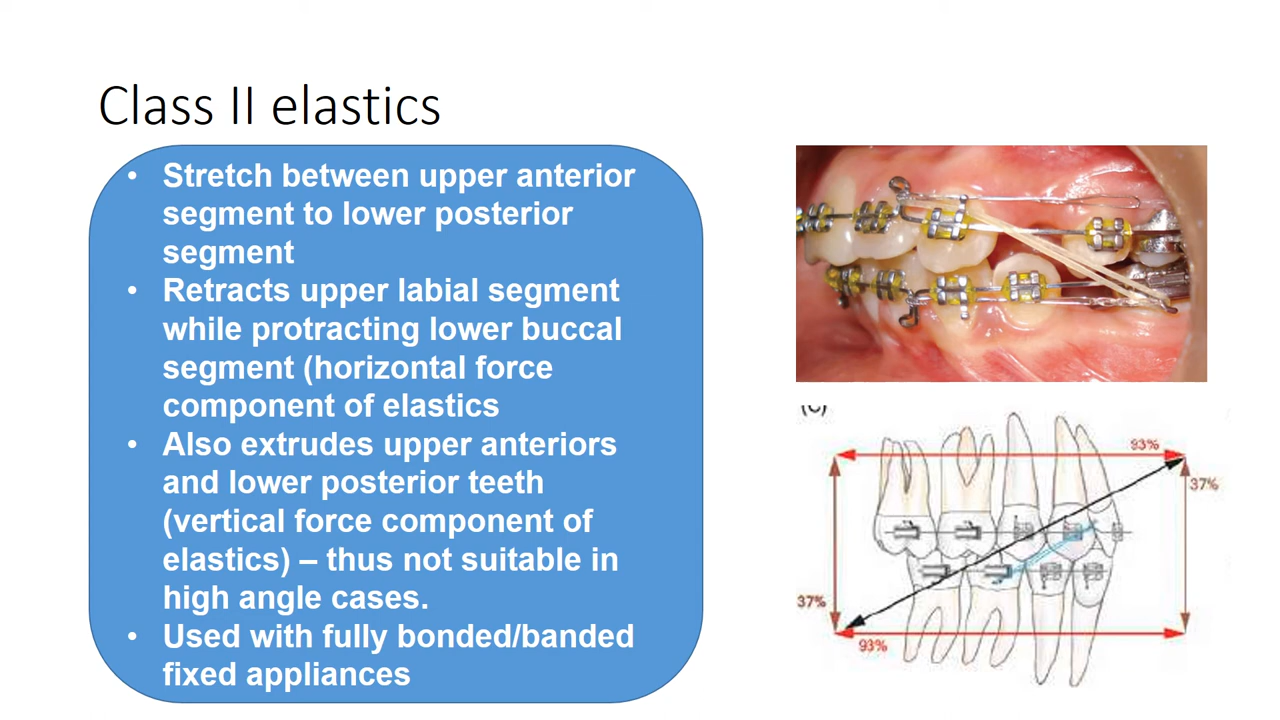 Class II elastics
• Stretch between upper anterior
segment to lower posterior
segment
• Retracts upper labial segment
while protracting lower buccal
segment (horizontal force
component of elastics
• Also extrudes upper anteriors
and lower posterior teeth
(vertical force component of
elastics) – thus not suitable in
high angle cases.
• Used with fully bonded/banded
fixed appliances
93%
37%
37%
93%